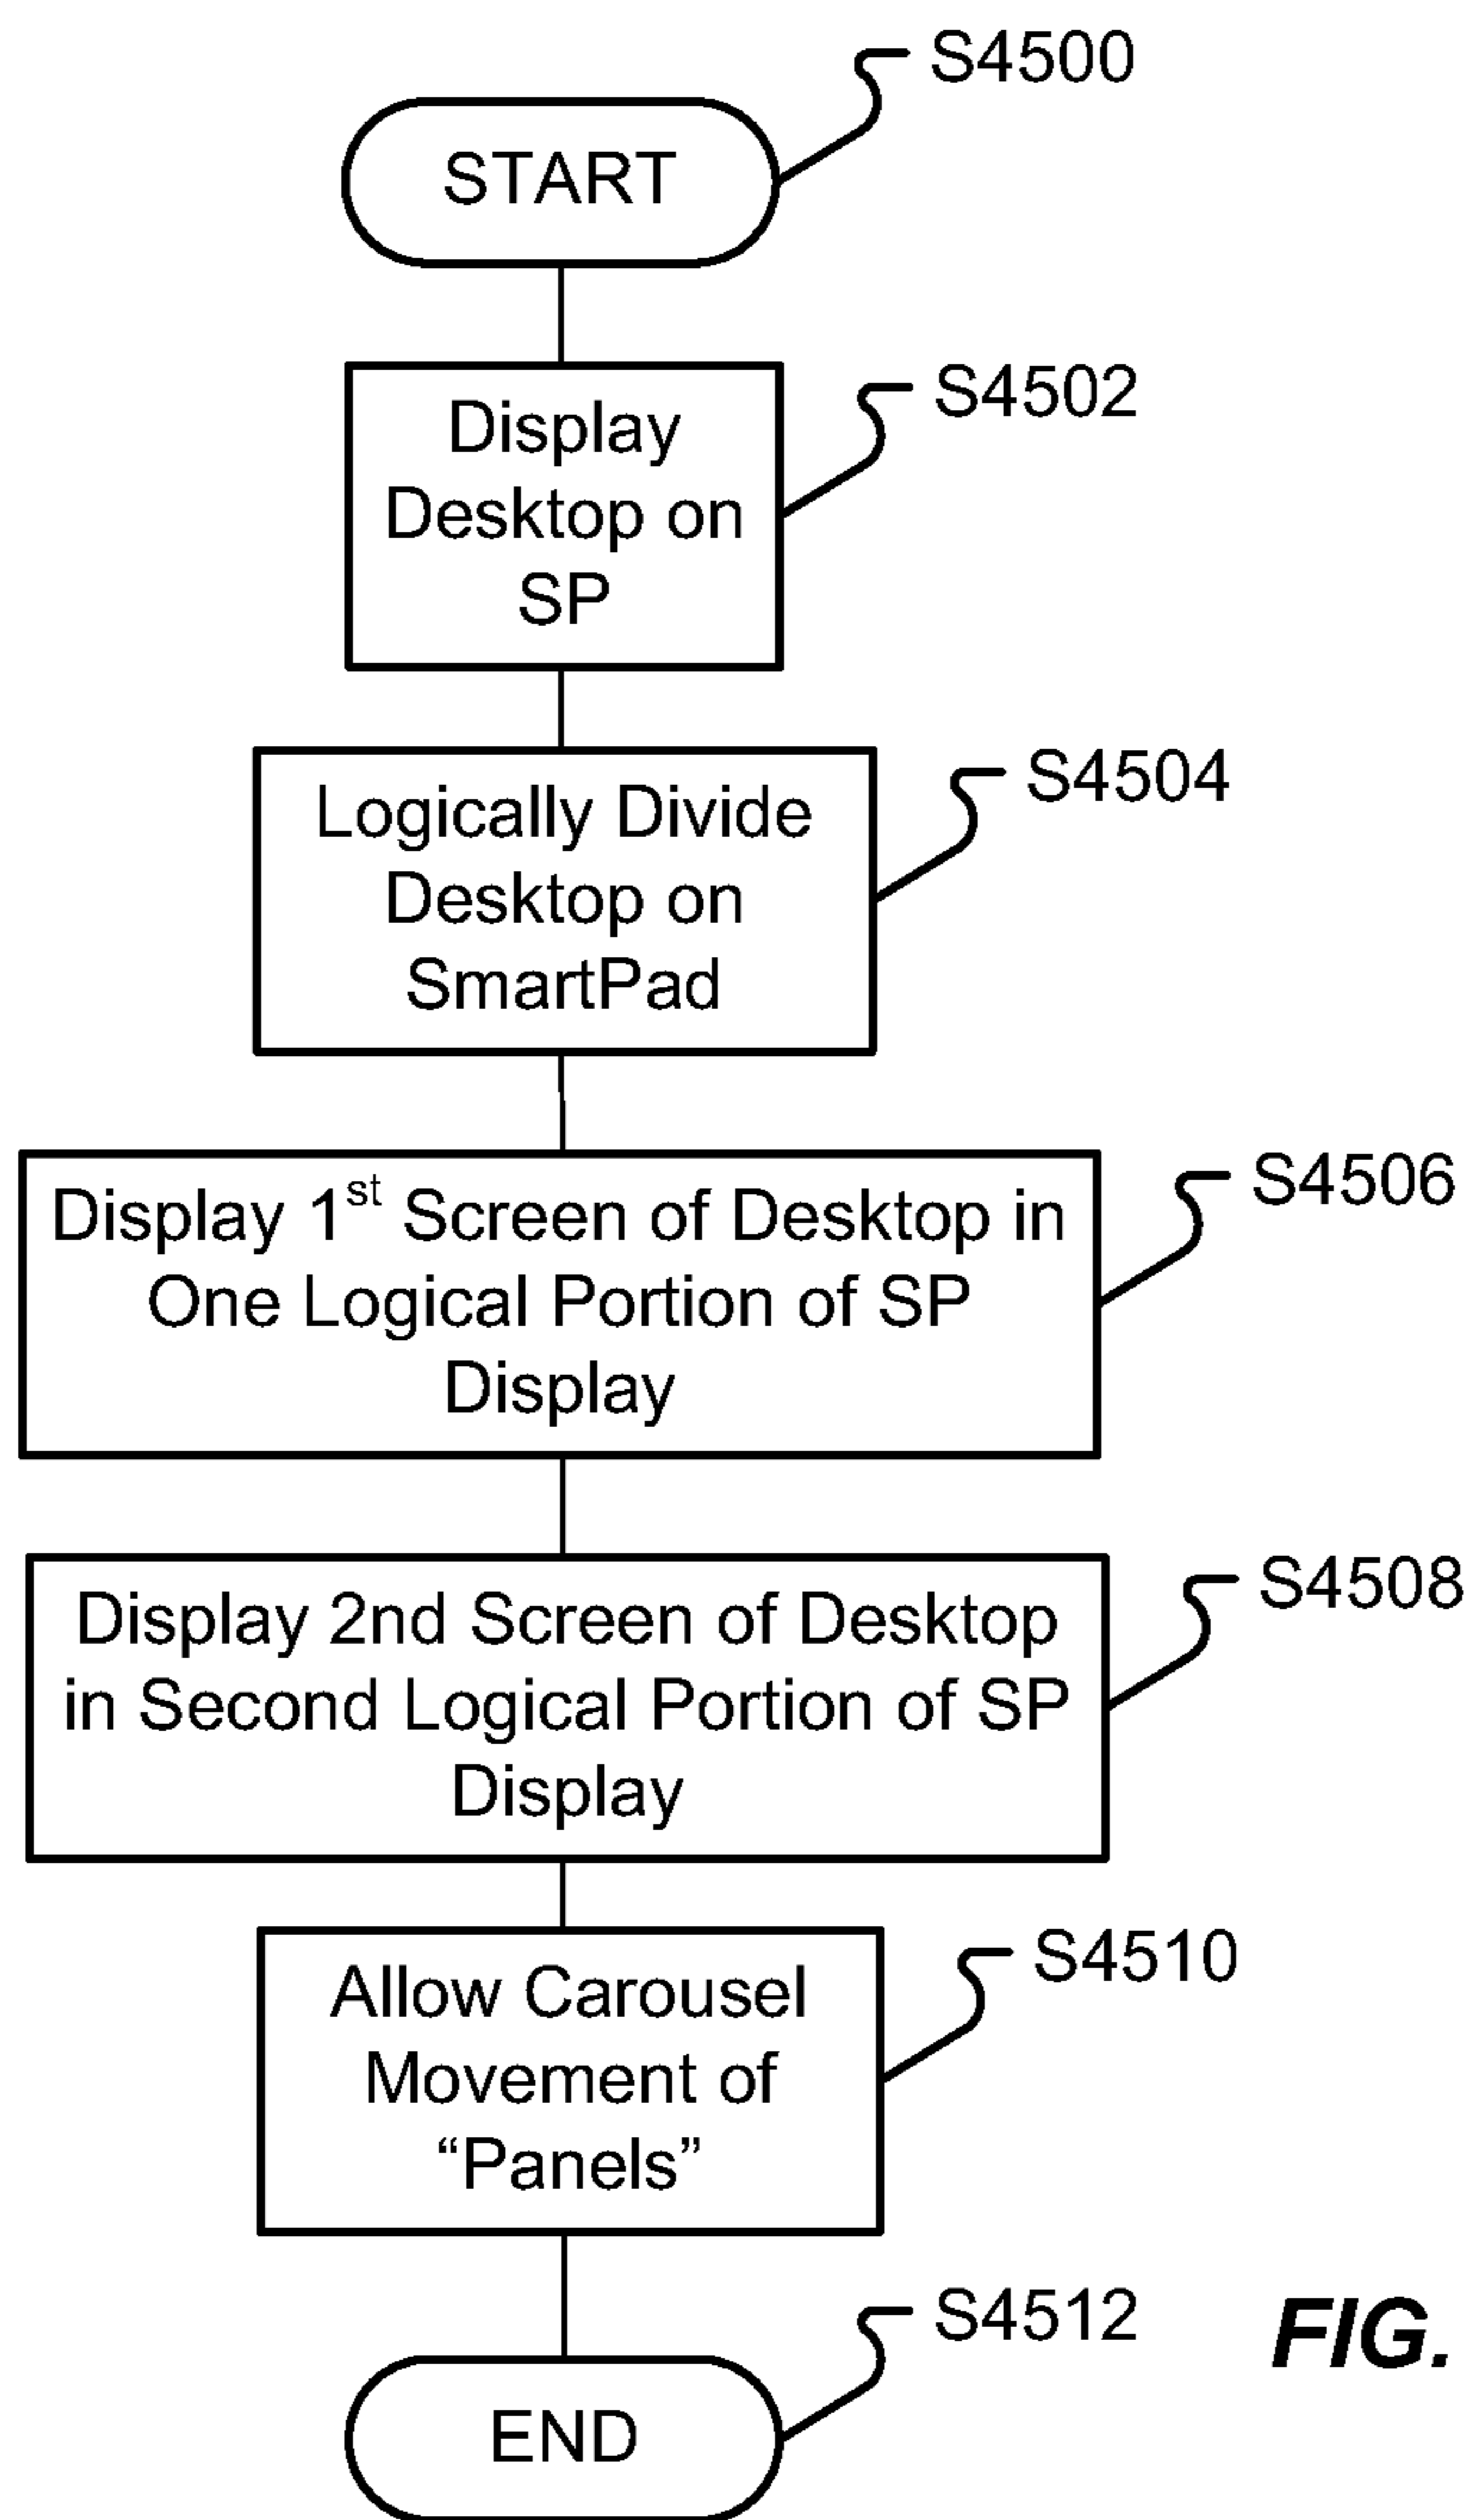 S4500
START
S4502
Display
Desktop on
SP
S4504
Logically Divide
Desktop on
SmartPad
S4506
Display 1st Screen of Desktop in
One Logical Portion of SP
Display
S4508
Display 2nd Screen of Desktop
in Second Logical Portion of SP
Display
S4510
Allow Carousel
Movement of
“Panels”
S4512
END
FIG.